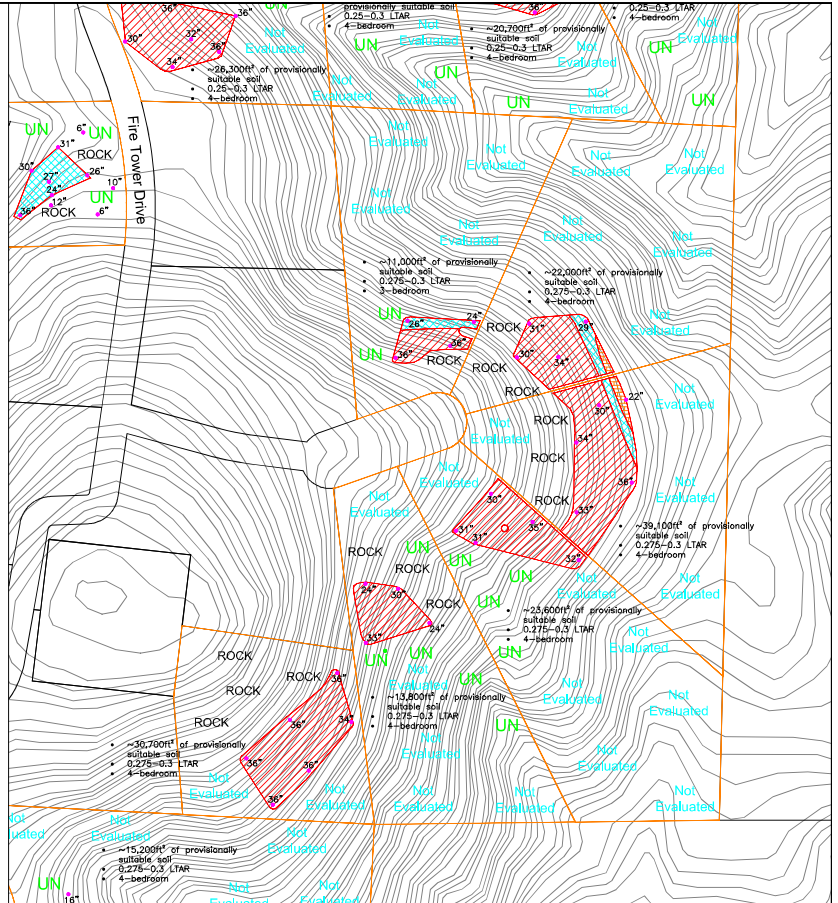 36"
36"
UN
provisionally suitable soil
• 0.25-0.3 LTAR
• 4-bedroom
36"
0.25-0.3 LTAR
• 4-bedroom
32"
30"
36"
34"
Not
Evaluated
Not
Evaluated
UN
• ~20,700ft² of provisionally
suitable soil
• 0.25-0.3 LTAR
• 4-bedroom
Not
Evaluated
UN
Not
Evaluated
• ~26,300ft² of provisionally
suitable soil
• 0.25-0.3 LTAR
• 4-bedroom
Not
Evaluated
UN
Not
Evaluated
UN
Not
Evaluated
UN
Fire Tower Drive
UN
6"
UN
31"
ROCK
30"
27"
26"
24"
10"
UN
12"
36"
ROCK
6"
Not
Evaluated
Not
Evaluated
Not
Evaluated
Not
Evaluated
Not
Evaluated
Not
Evaluated
Not
Evaluated
Not
Evaluated
• ~11,000ft² of provisionally
suitable soil
• 0.275-0.3 LTAR
• 3-bedroom
• ~22,000ft² of provisionally
suitable soil
• 0.275-0.3 LTAR
• 4-bedroom
Not
Evaluated
UN
26"
24"
ROCK
31"
29"
UN
36"
36"
ROCK
30"
34"
ROCK
ROCK
22"
Not
Evaluated
ROCK
30"
Not
Evaluated
34"
ROCK
36"
Not
Evaluated
Not
Evaluated
Not
Evaluated
30"
ROCK
33"
31"
31"
35"
32"
• ~39,100ft² of provisionally
suitable soil
• 0.275-0.3 LTAR
• 4-bedroom
ROCK
UN
UN
ROCK
UN
Not
Evaluated
Not
Evaluated
24"
30"
ROCK
24"
33"
UN
• ~23,600ft² of provisionally
suitable soil
• 0.275-0.3 LTAR
• 4-bedroom
Not
Evaluated
ROCK
UN
UN
UN
Not
Evaluated
UN
ROCK
ROCK
36"
Not
Evaluated
Not
Evaluated
• ~13,800ft² of provisionally
suitable soil
• 0.275-0.3 LTAR
• 4-bedroom
ROCK
36"
34"
UN
Not
Evaluated
• ~30,700ft² of provisionally
suitable soil
• 0.275-0.3 LTAR
• 4-bedroom
36"
36"
36"
Not
Evaluated
Not
Evaluated
Not
Evaluated
Not
Evaluated
Not
Evaluated
Not
Evaluated
Not
Evaluated
Not
Evaluated
• ~15,200ft² of provisionally
suitable soil
• 0.275-0.3 LTAR
• 4-bedroom
UN
16"
Not
Evaluated
Not
Evaluated